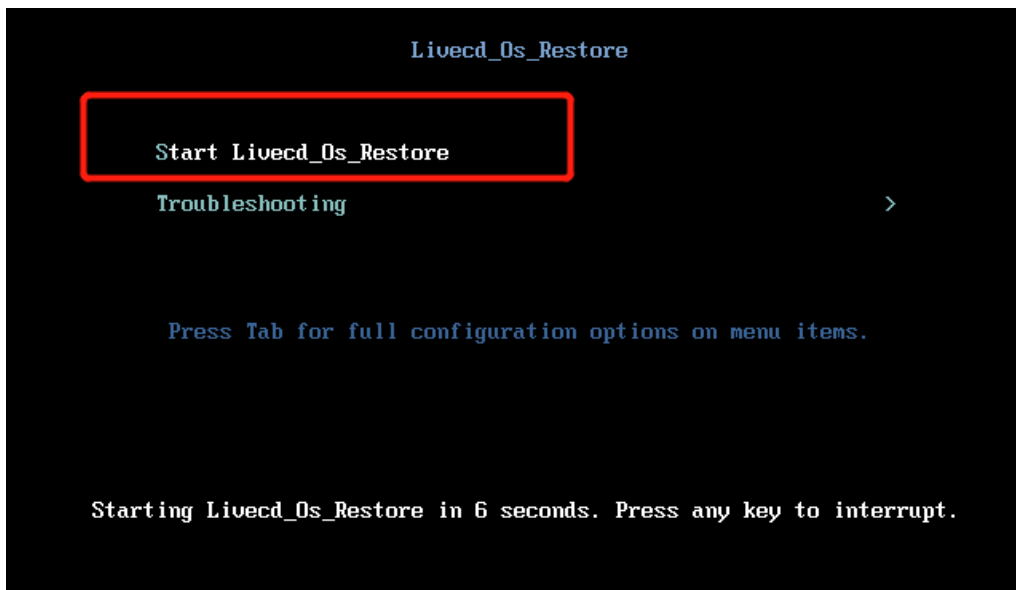 Livecd_Os_Restore
Start Livecd_Os_Restore
Troubleshooting >
Press Tab for full configuration options on menu items.
Starting Livecd_Os_Restore in 6 seconds. Press any key to interrupt.